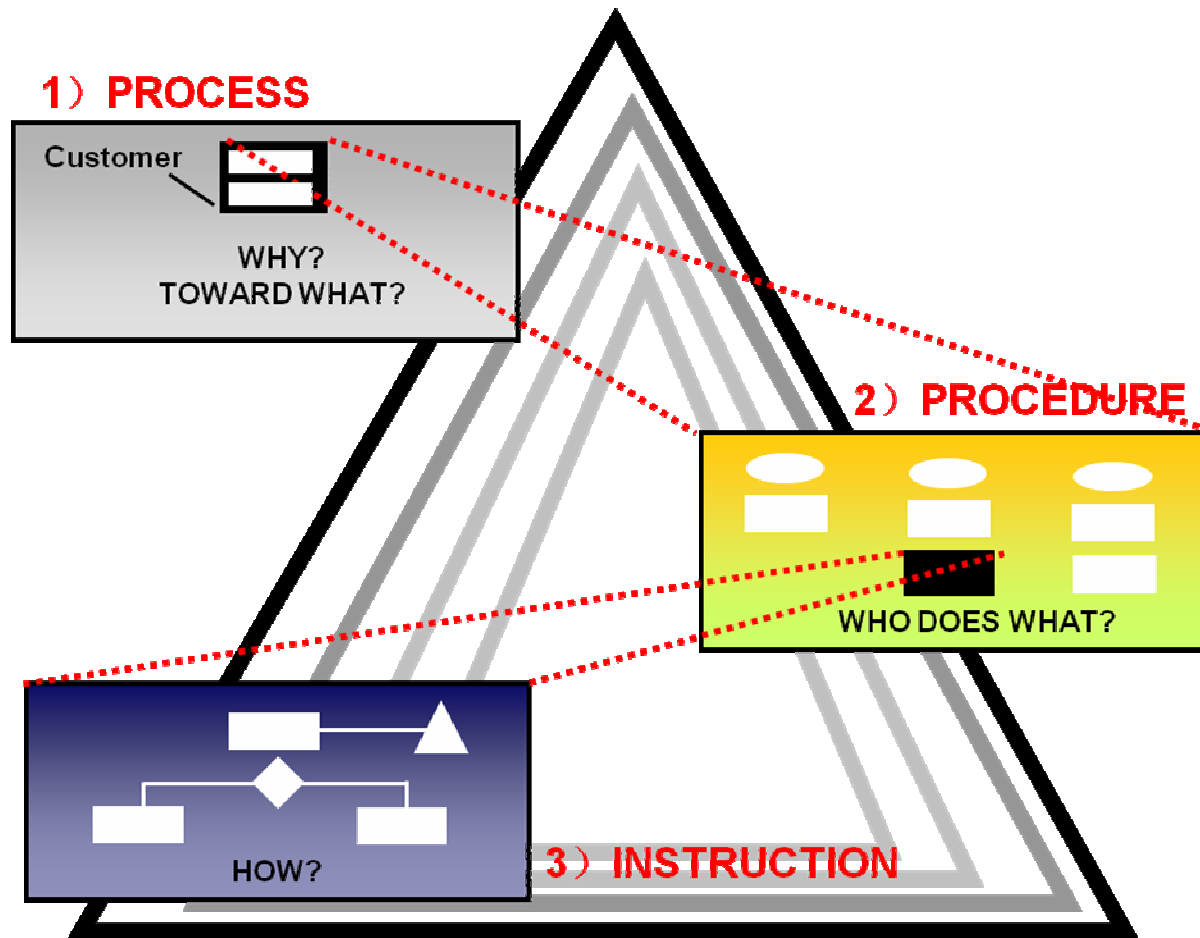 1）PROCESS
Customer
WHY?
TOWARD WHAT?
2）PROCEDURE
WHO DOES WHAT?
HOW?
3）INSTRUCTION